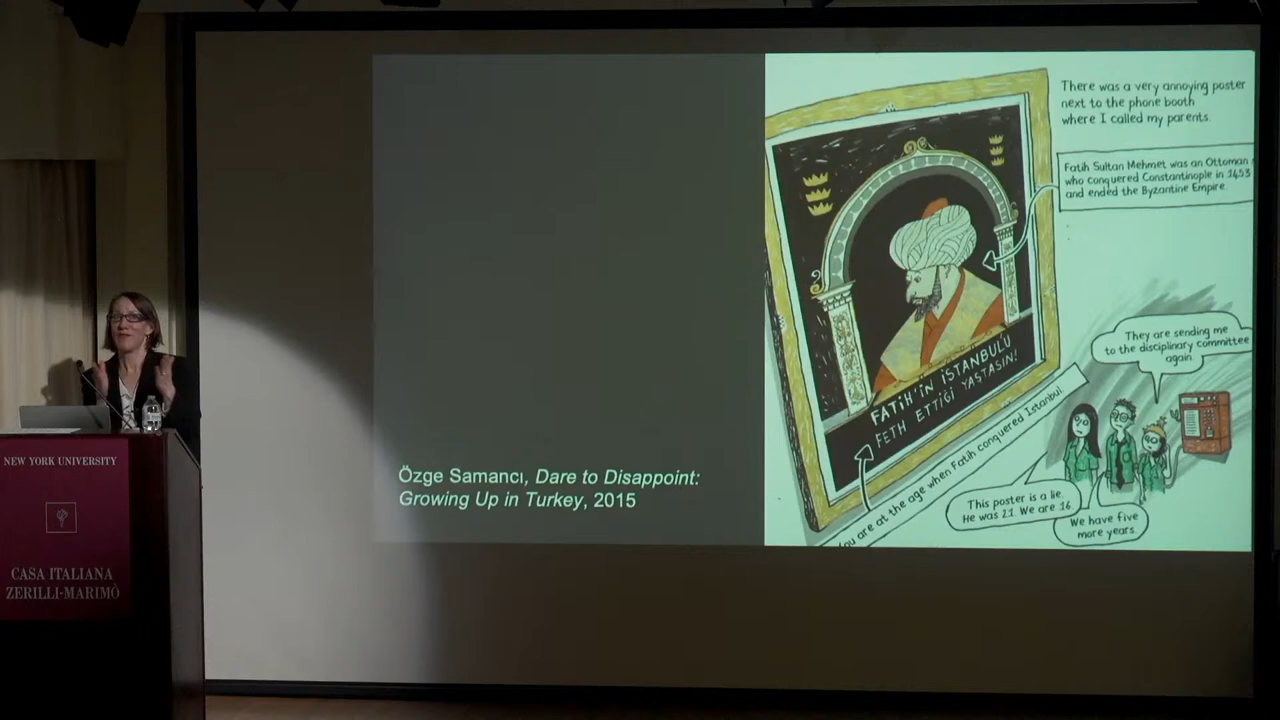 NEW YORK UNIVERSITY
CASA ITALIANA
ZERILLI-MARIMÒ
Özge Samancı, Dare to Disappoint:
Growing Up in Turkey, 2015
There was a very annoying poster
next to the phone booth
where I called my parents.
Fatih Sultan Mehmet was an Ottoman
who conquered Constantinople in 1453
and ended the Byzantine Empire.
FATİH'İN İSTANBULU
FETH ETTİĞİ YAŞTASIN!
You are at the age when Fatih conquered Istanbul.
They are sending me
to the disciplinary committee
again.
This poster is a lie.
He was 21. We are 16.
We have five
more years.